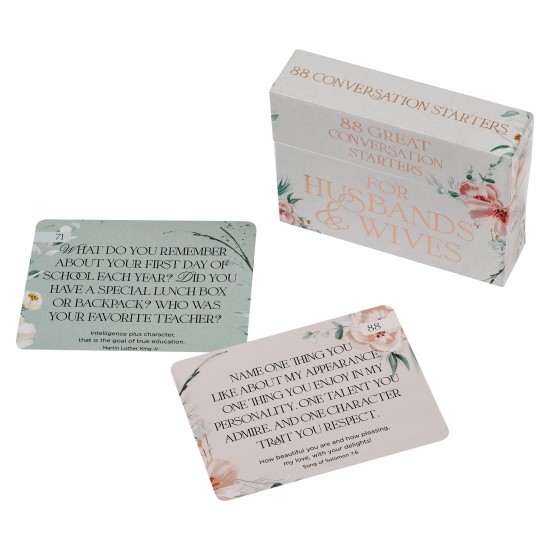 88 CONVERSATION STARTERS
88 GREAT
CONVERSATION
STARTERS
FOR
HUSBANDS
& WIVES
71
WHAT DO YOU REMEMBER
ABOUT YOUR FIRST DAY OF
SCHOOL EACH YEAR? DID YOU
HAVE A SPECIAL LUNCH BOX
OR BACKPACK? WHO WAS
YOUR FAVORITE TEACHER?
Intelligence plus character,
that is the goal of true education.
Martin Luther King Jr.
88
NAME ONE THING YOU
LIKE ABOUT MY APPEARANCE,
ONE THING YOU ENJOY IN MY
PERSONALITY, ONE TALENT YOU
ADMIRE, AND ONE CHARACTER
TRAIT YOU RESPECT.
How beautiful you are and how pleasing,
my love, with your delights!
Song of Solomon 7:6